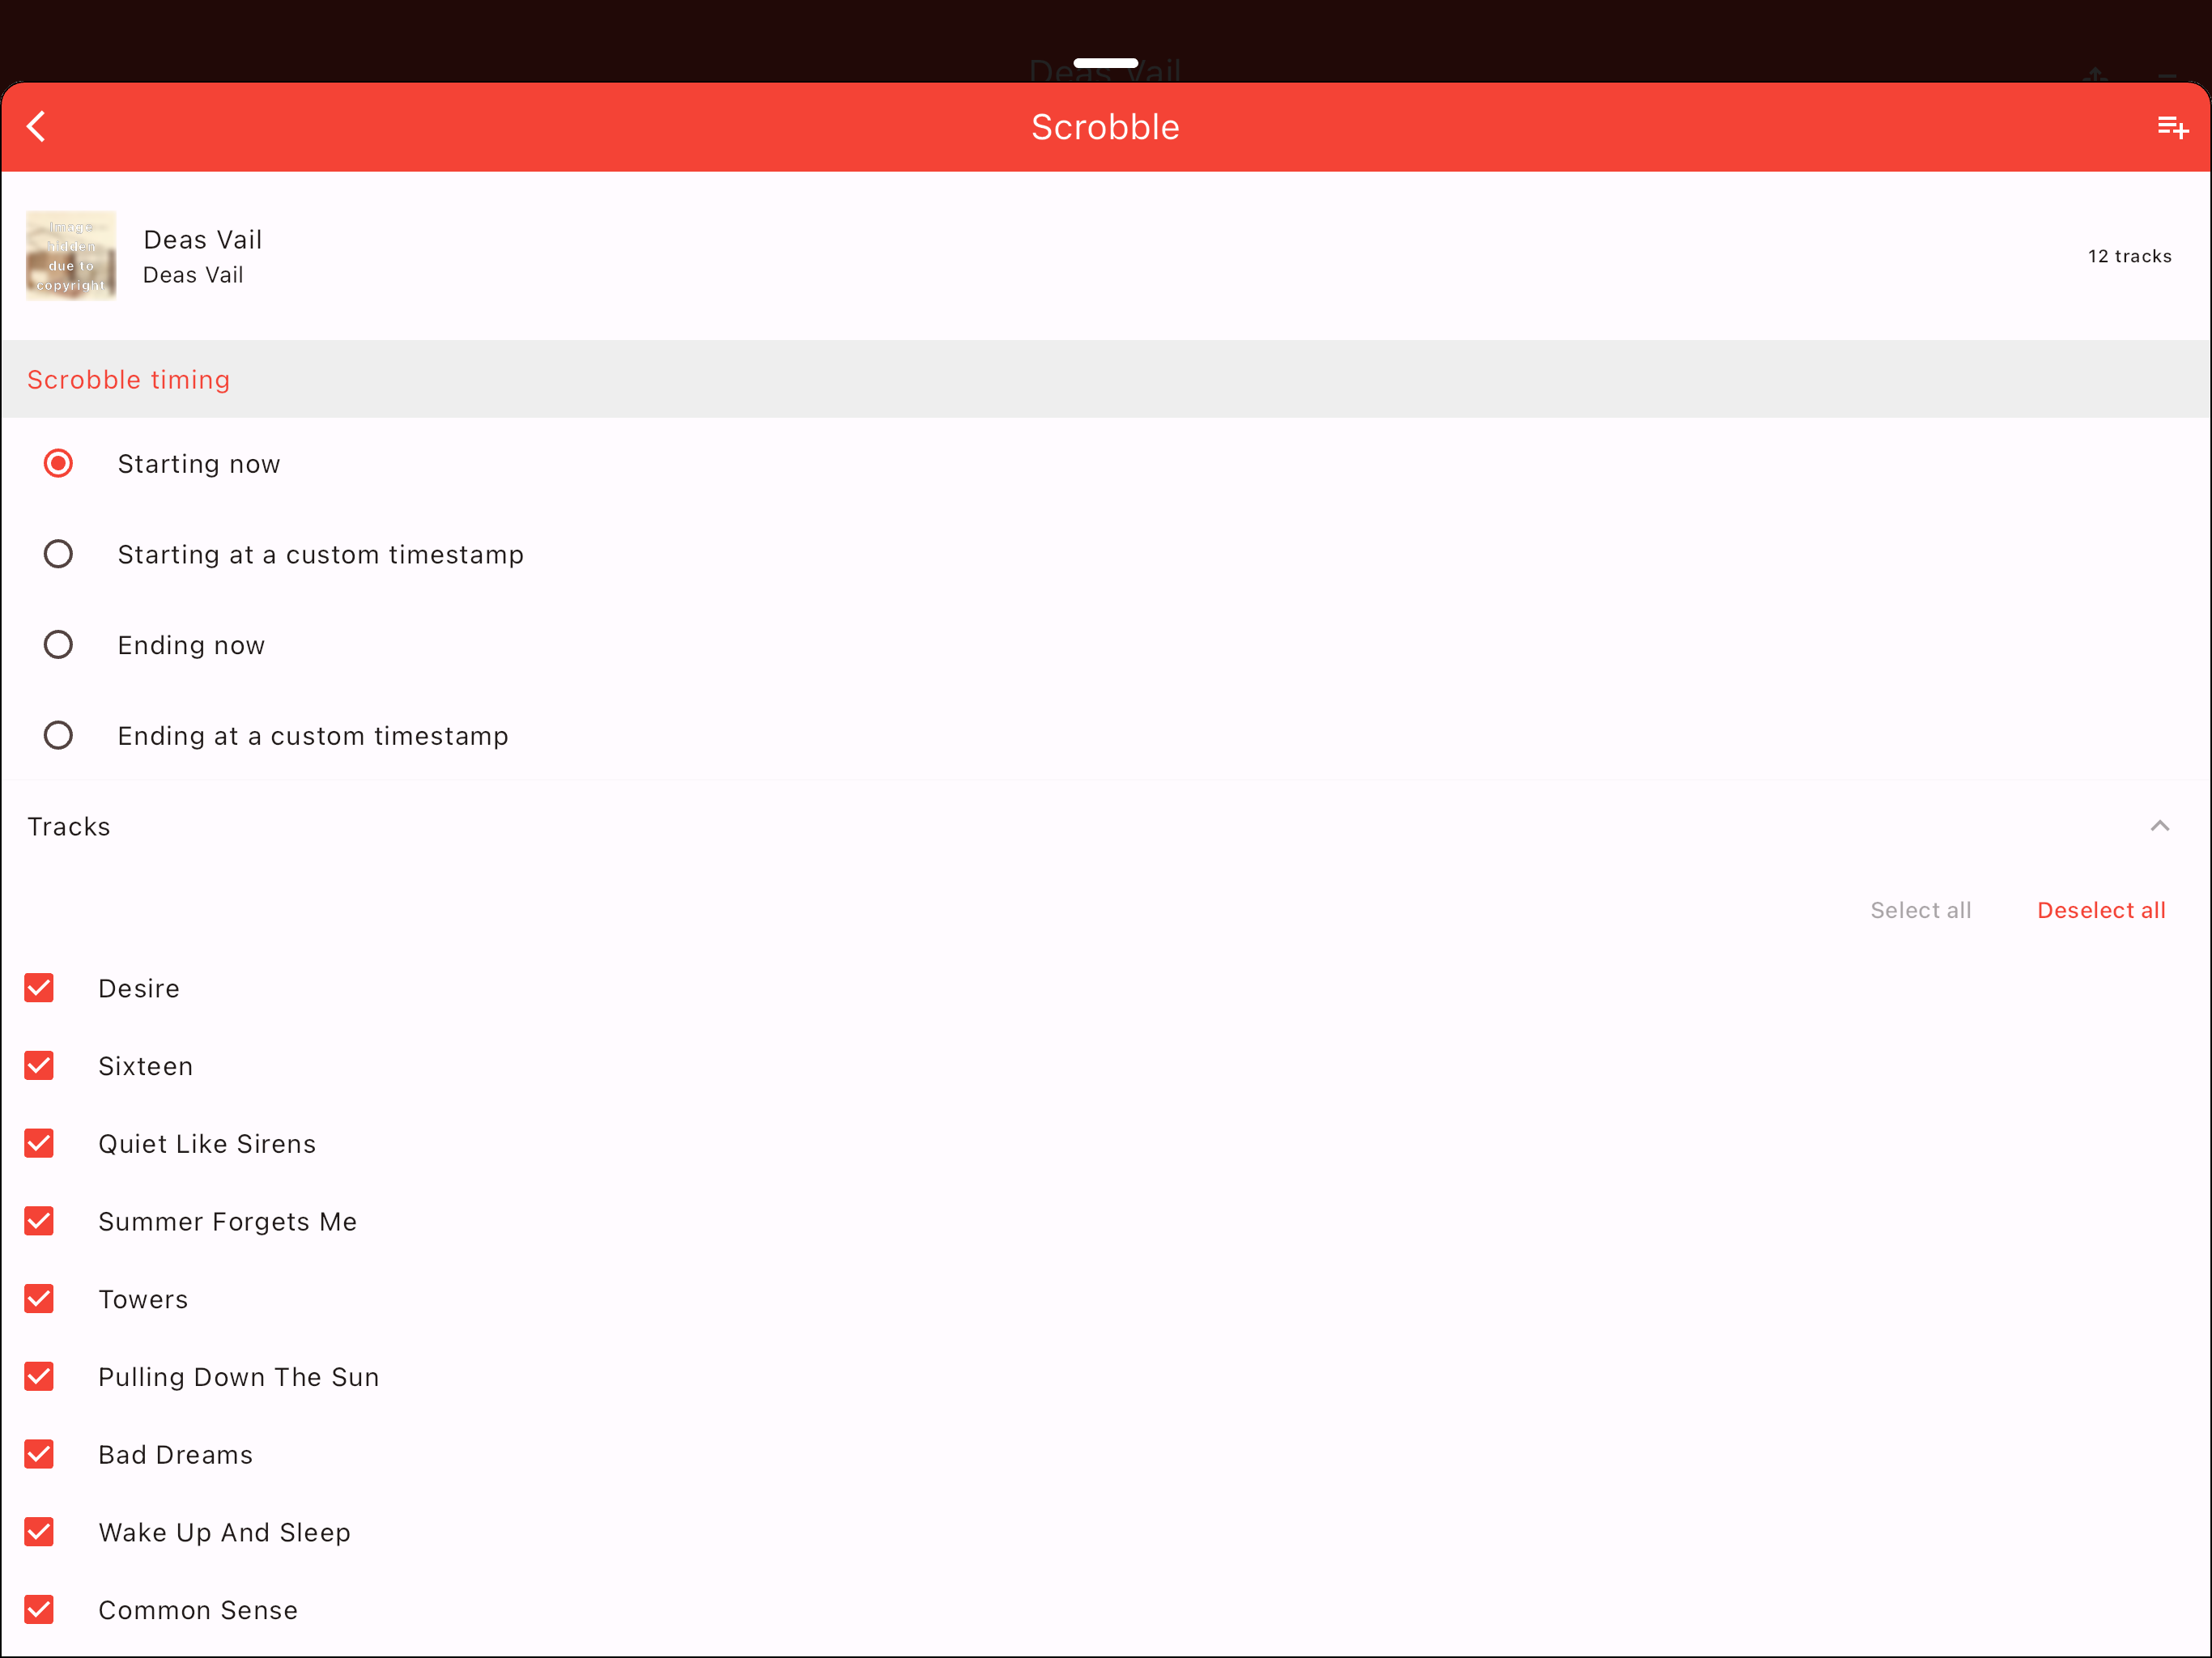 Deas Vail
Scrobble
Image
hidden
due to
copyright
Deas Vail
Deas Vail
12 tracks
Scrobble timing
Starting now
Starting at a custom timestamp
Ending now
Ending at a custom timestamp
Tracks
Select all
Deselect all
Desire
Sixteen
Quiet Like Sirens
Summer Forgets Me
Towers
Pulling Down The Sun
Bad Dreams
Wake Up And Sleep
Common Sense